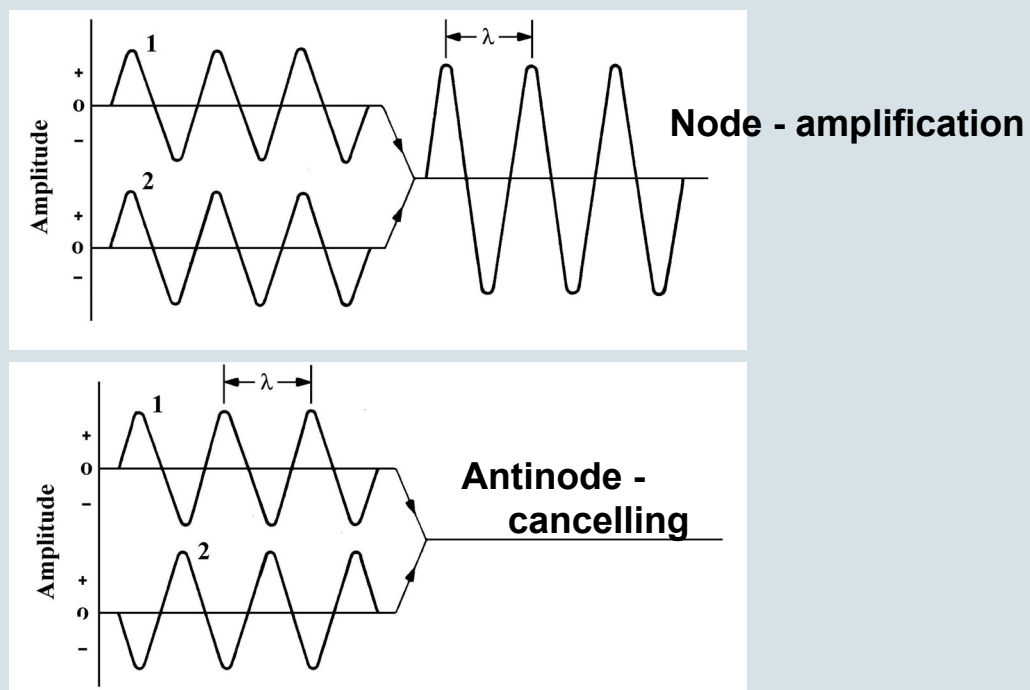 1
λ
+
0
−
Amplitude
Node - amplification
2
+
0
−
λ
1
+
0
−
Amplitude
Antinode -
cancelling
2
+
0
−